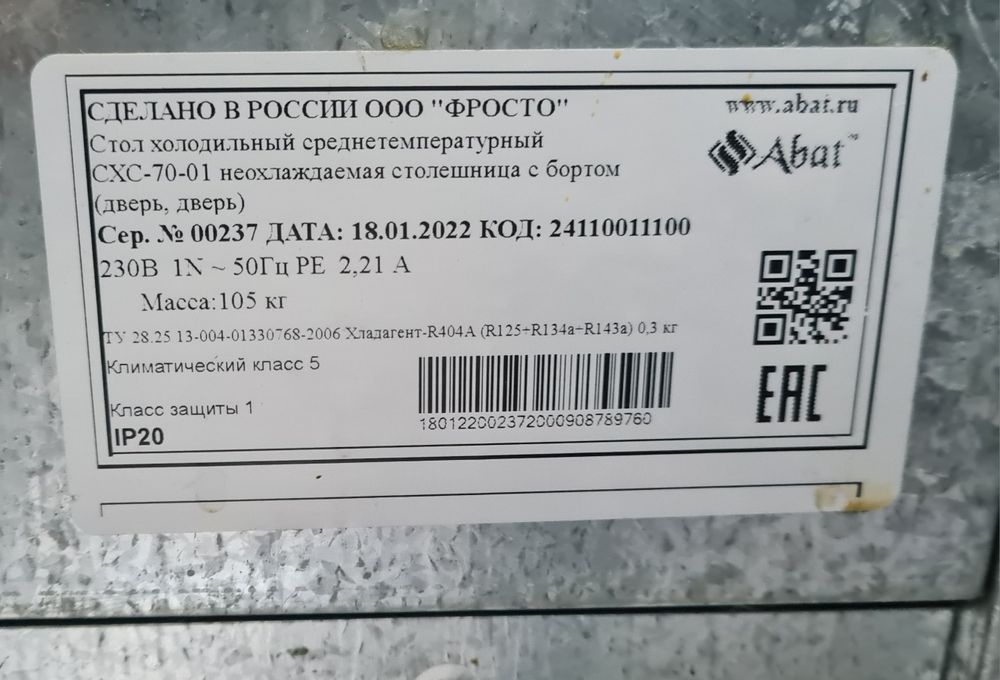 СДЕЛАНО В РОССИИ ООО "ФРОСТО"
www.abat.ru
Стол холодильный среднетемпературный
Abat™
СХС-70-01 неохлаждаемая столешница с бортом
(дверь, дверь)
Сер. № 00237 ДАТА: 18.01.2022 КОД: 24110011100
230В 1N ~ 50Гц PE 2,21 А
Масса:105 кг
ТУ 28.25 13-004-01330768-2006 Хладагент-R404A (R125+R134a+R143a) 0,3 кг
Климатический класс 5
Класс защиты 1
IP20
180122002372000908789760
EAC